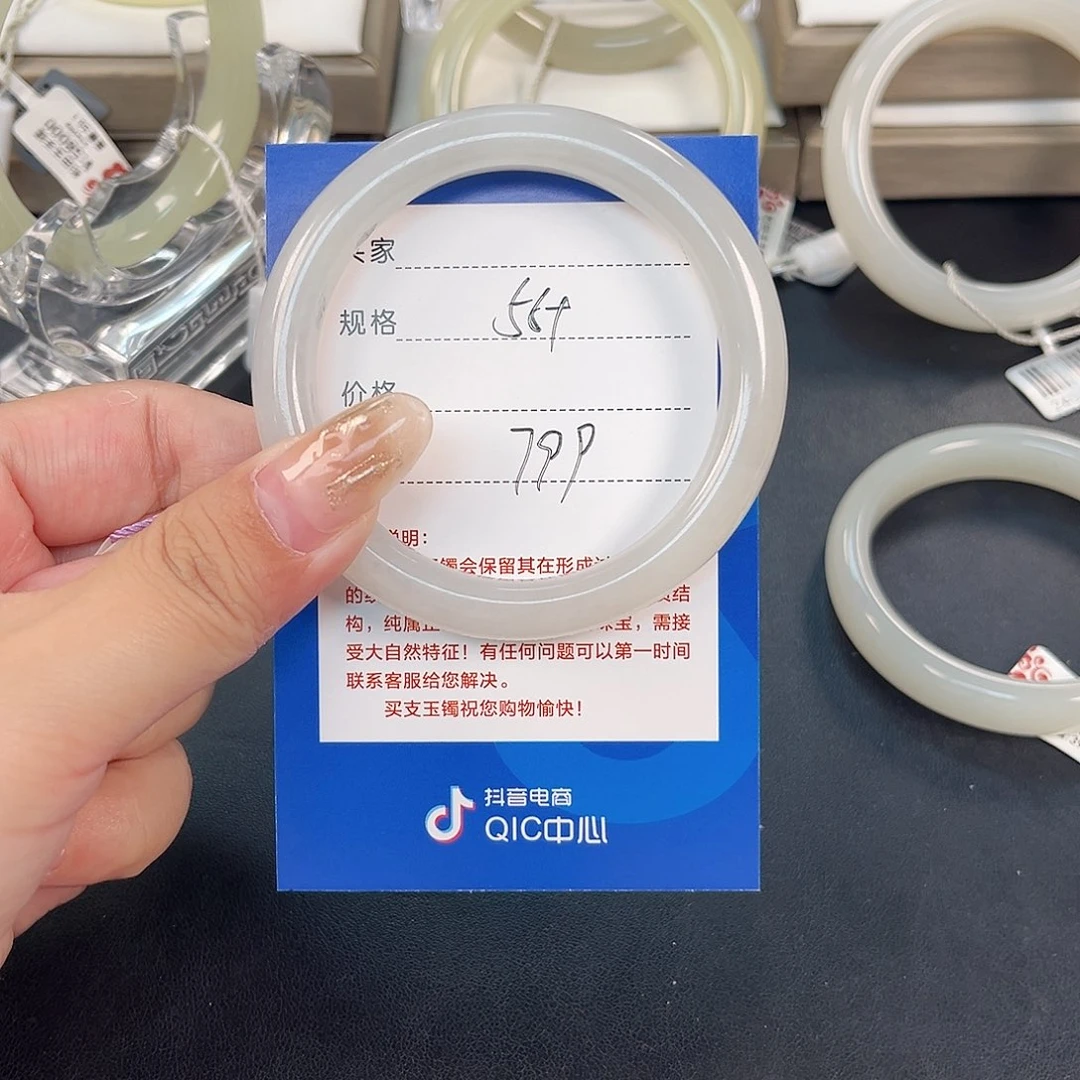 家
规格 56+
价格
799
说明:
镯会保留其在形成
的 结
构，纯属 珠宝，需接
受大自然特征！有任何问题可以第一时间
联系客服给您解决。
买支玉镯祝您购物愉快！
抖音电商
QIC中心